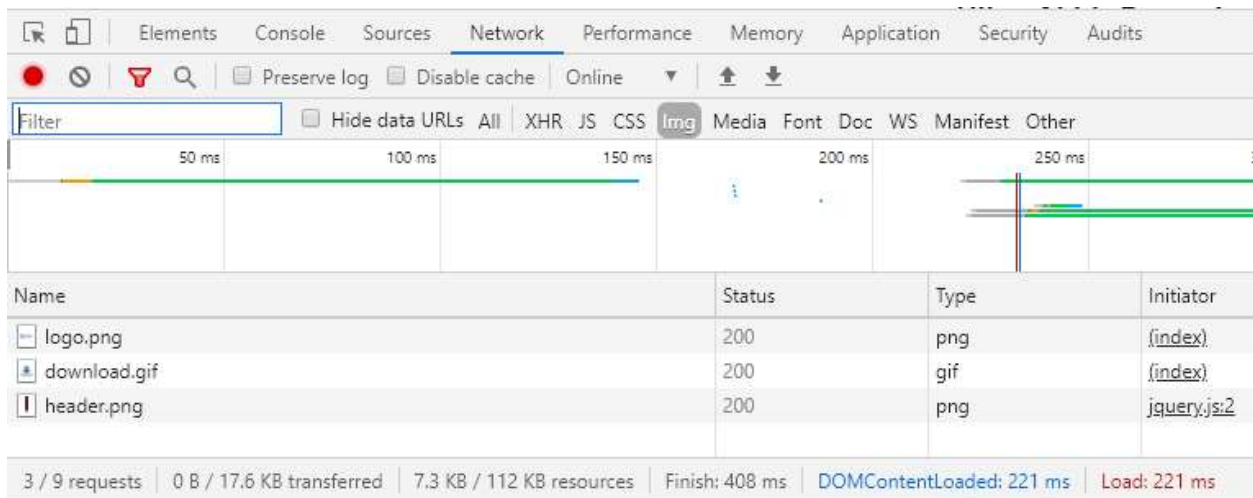 Elements Console Sources Network Performance Memory Application Security Audits
Preserve log Disable cache Online
Filter Hide data URLs All XHR JS CSS Img Media Font Doc WS Manifest Other
50 ms 100 ms 150 ms 200 ms 250 ms
Name Status Type Initiator
logo.png 200 png (index)
download.gif 200 gif (index)
header.png 200 png jquery.js:2
3 / 9 requests 0 B / 17.6 KB transferred 7.3 KB / 112 KB resources Finish: 408 ms DOMContentLoaded: 221 ms Load: 221 ms